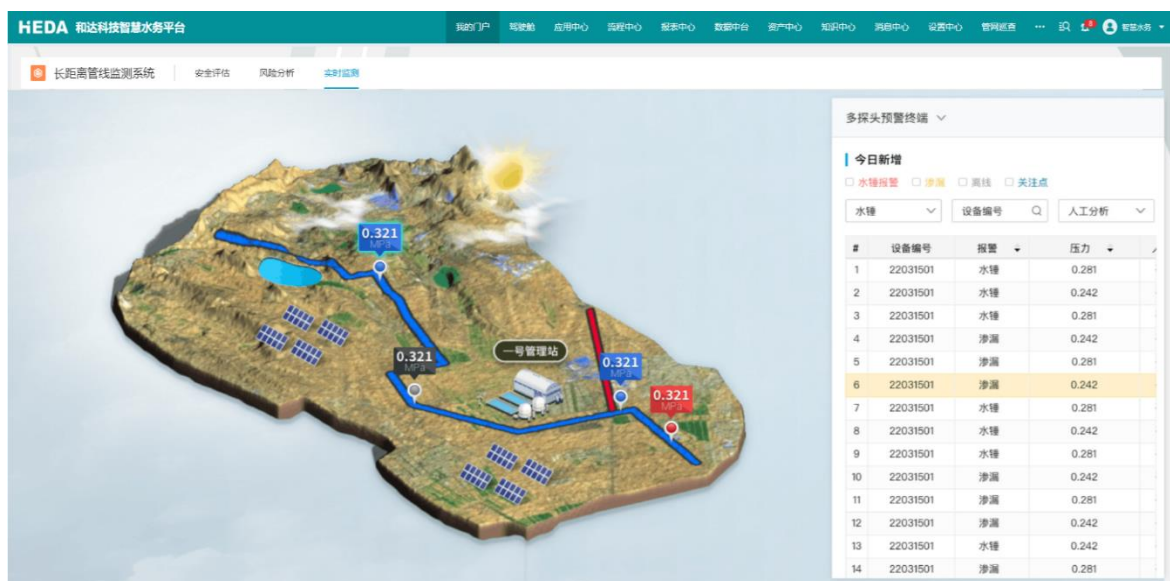 HEDA 和达科技智慧水务平台
我的门户 驾驶舱 应用中心 流程中心 报表中心 数据中台 资产中心 知识中心 消息中心 设置中心 管网巡查 ··· 智慧水务
长距离管线监测系统 安全评估 风险分析 实时监测
多探头预警终端
今日新增
水锤报警 渗漏 离线 关注点
水锤 设备编号 人工分析
# 设备编号 报警 压力
1 22031501 水锤 0.281
2 22031501 水锤 0.242
3 22031501 水锤 0.281
4 22031501 渗漏 0.242
5 22031501 渗漏 0.281
6 22031501 渗漏 0.242
7 22031501 水锤 0.281
8 22031501 水锤 0.242
9 22031501 水锤 0.281
10 22031501 渗漏 0.242
11 22031501 渗漏 0.281
12 22031501 渗漏 0.242
13 22031501 水锤 0.242
14 22031501 渗漏 0.281
0.321
MPa
0.321
MPa
一号管理站
0.321
MPa
0.321
MPa